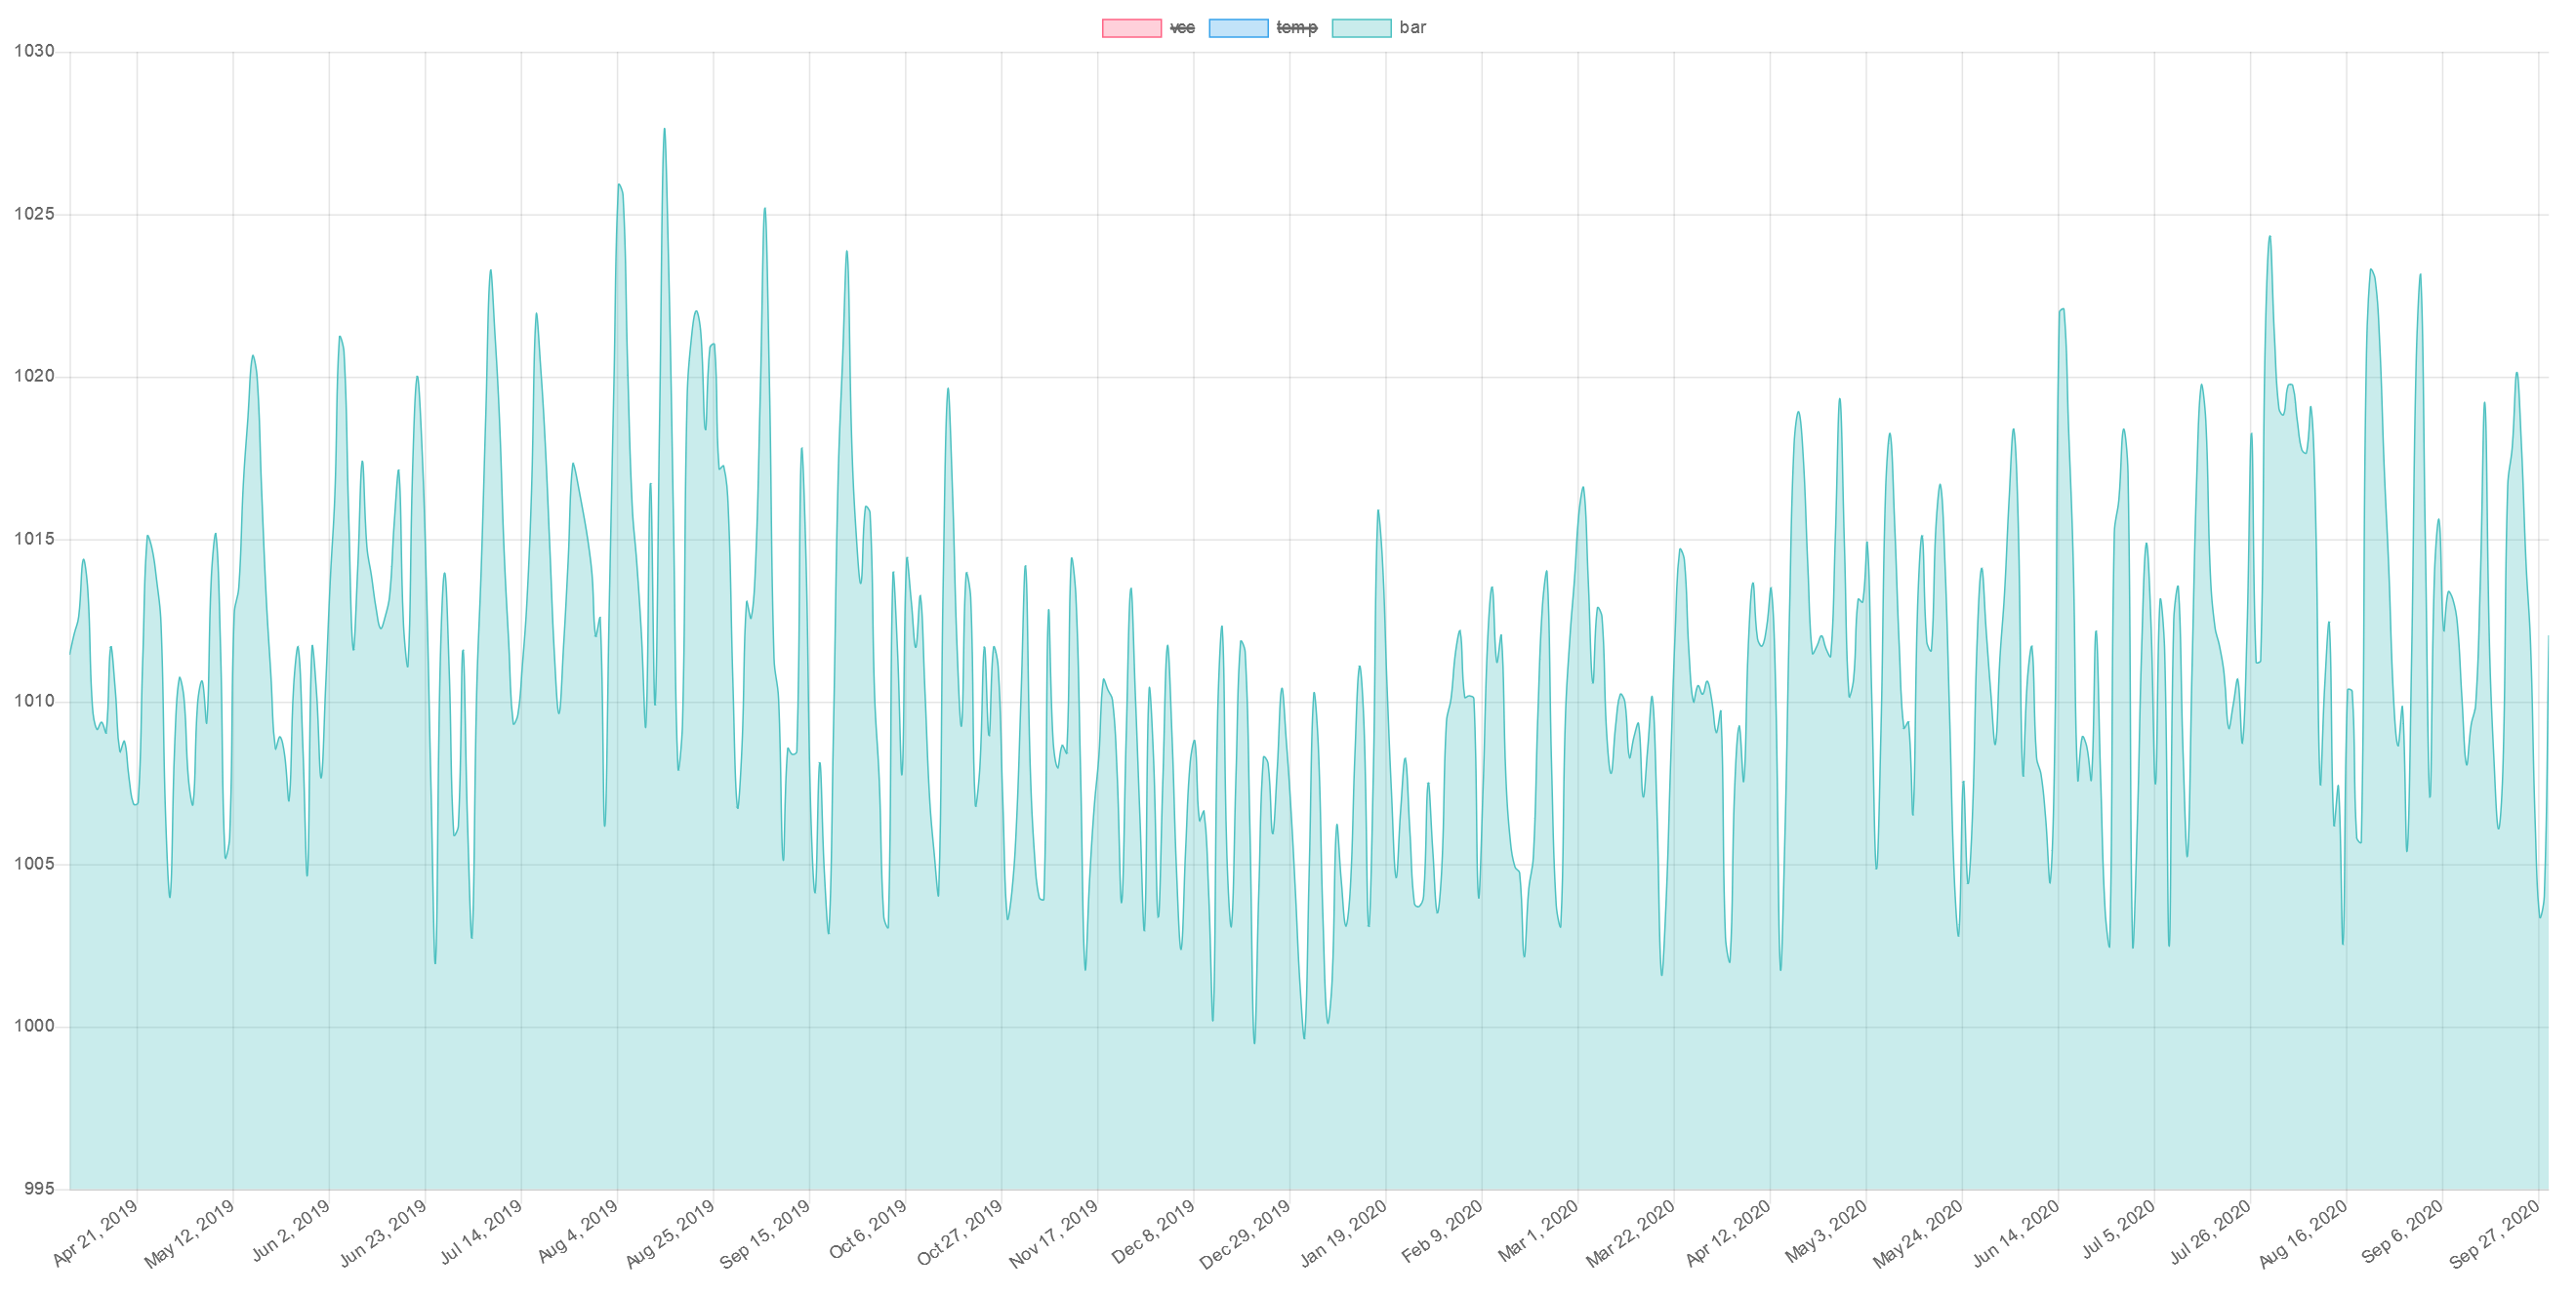 vcc temp bar
1030
1025
1020
1015
1010
1005
1000
995
Apr 21, 2019
May 12, 2019
Jun 2, 2019
Jun 23, 2019
Jul 14, 2019
Aug 4, 2019
Aug 25, 2019
Sep 15, 2019
Oct 6, 2019
Oct 27, 2019
Nov 17, 2019
Dec 8, 2019
Dec 29, 2019
Jan 19, 2020
Feb 9, 2020
Mar 1, 2020
Mar 22, 2020
Apr 12, 2020
May 3, 2020
May 24, 2020
Jun 14, 2020
Jul 5, 2020
Jul 26, 2020
Aug 16, 2020
Sep 6, 2020
Sep 27, 2020